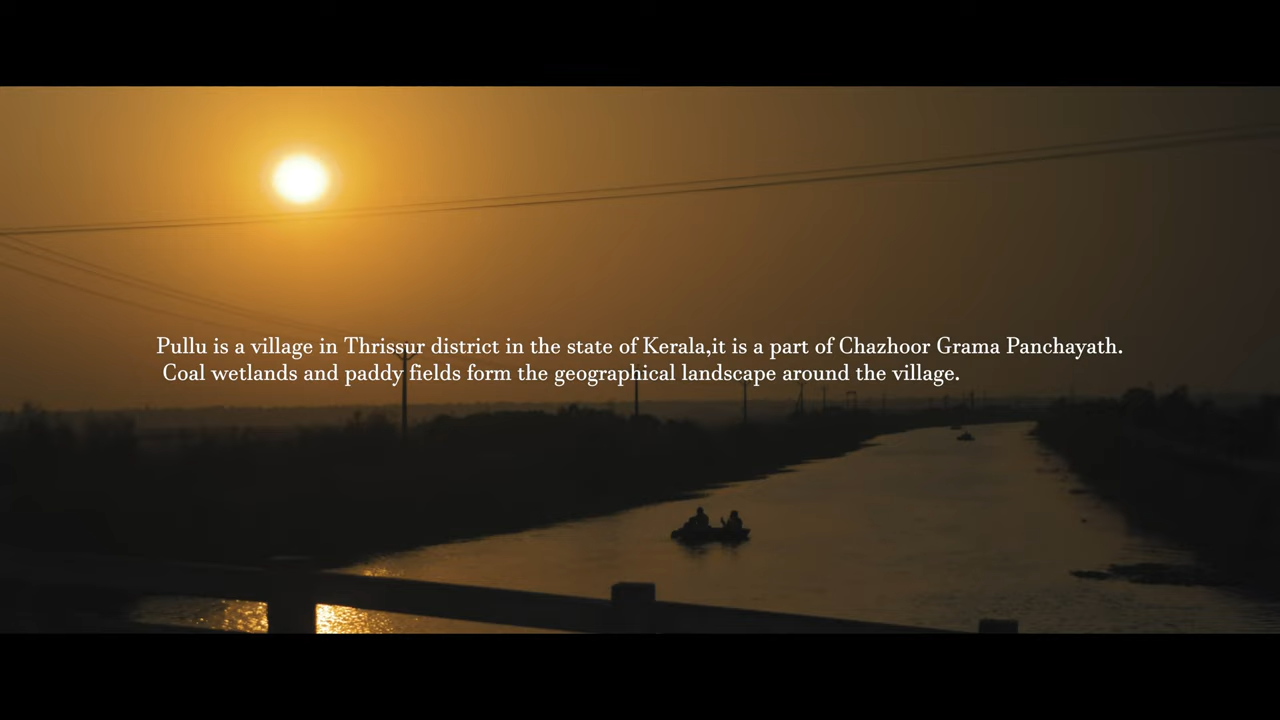 Pullu is a village in Thrissur district in the state of Kerala,it is a part of Chazhoor Grama Panchayath.
Coal wetlands and paddy fields form the geographical landscape around the village.